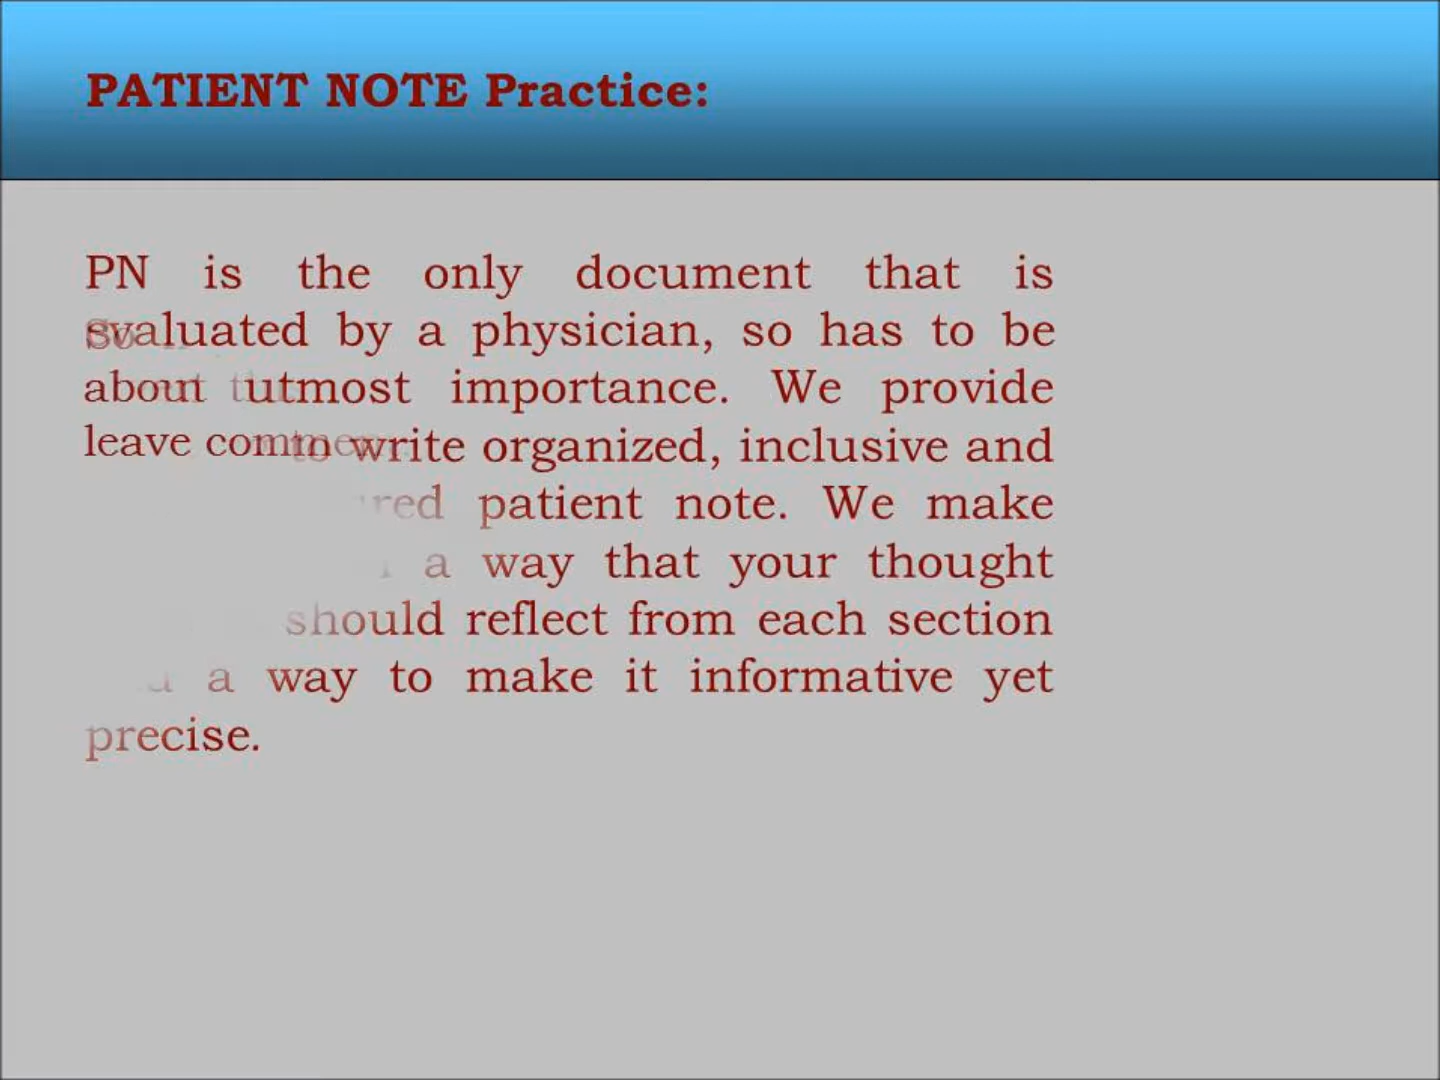 PATIENT NOTE Practice:
PN is the only document that is
evaluated by a physician, so has to be
about utmost importance. We provide
leave to write organized, inclusive and
patient note. We make
a way that your thought
should reflect from each section
a way to make it informative yet
precise.